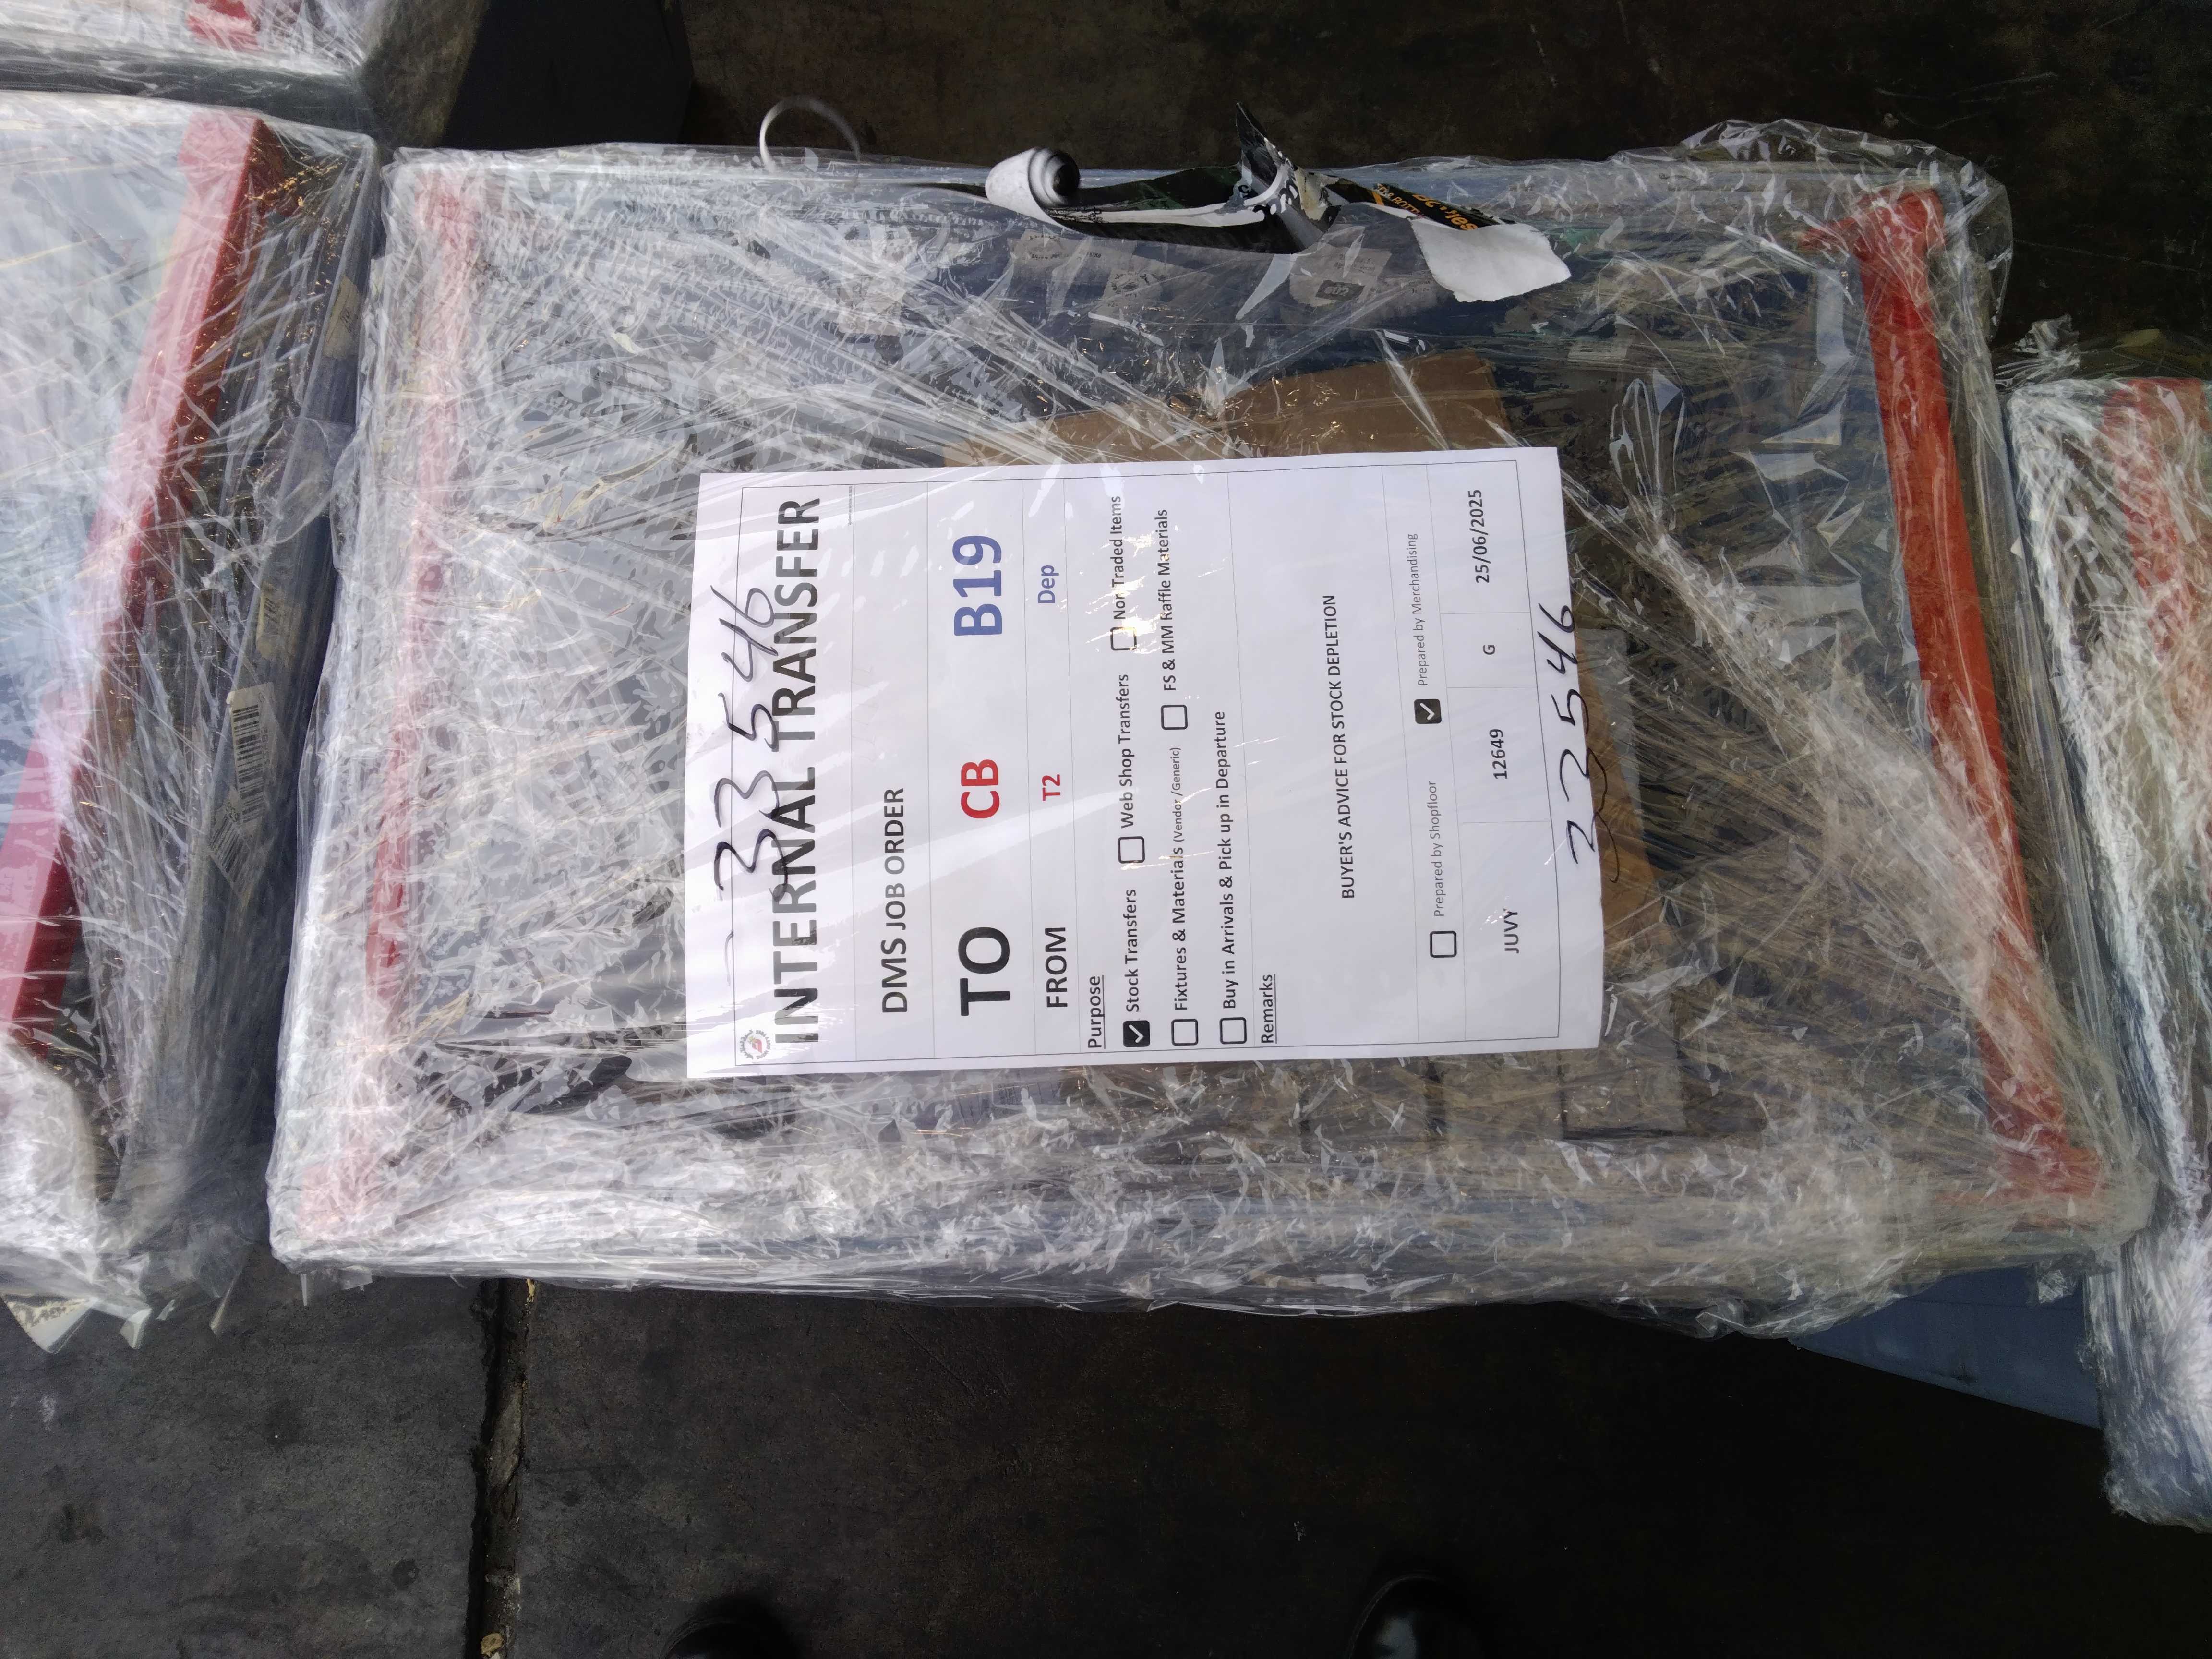 33546
INTERNAL TRANSFER
DMS JOB ORDER
TO CB B19
FROM T2 Dep
Purpose
Stock Transfers Web Shop Transfers Non Traded Items
Fixtures & Materials (Vendor /Generic) FS & MM Raffle Materials
Buy in Arrivals & Pick up in Departure
Remarks
BUYER'S ADVICE FOR STOCK DEPLETION
Prepared by Shopfloor Prepared by Merchandising
JUVY 12649 G 25/06/2025
33546